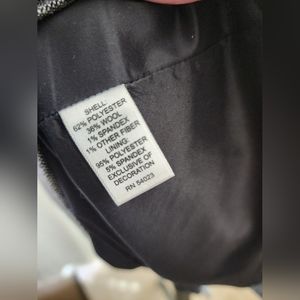 SHELL:
62% POLYESTER
36% WOOL
1% SPANDEX
1% OTHER FIBER
LINING:
95% POLYESTER
5% SPANDEX
EXCLUSIVE OF
DECORATION
RN 54023